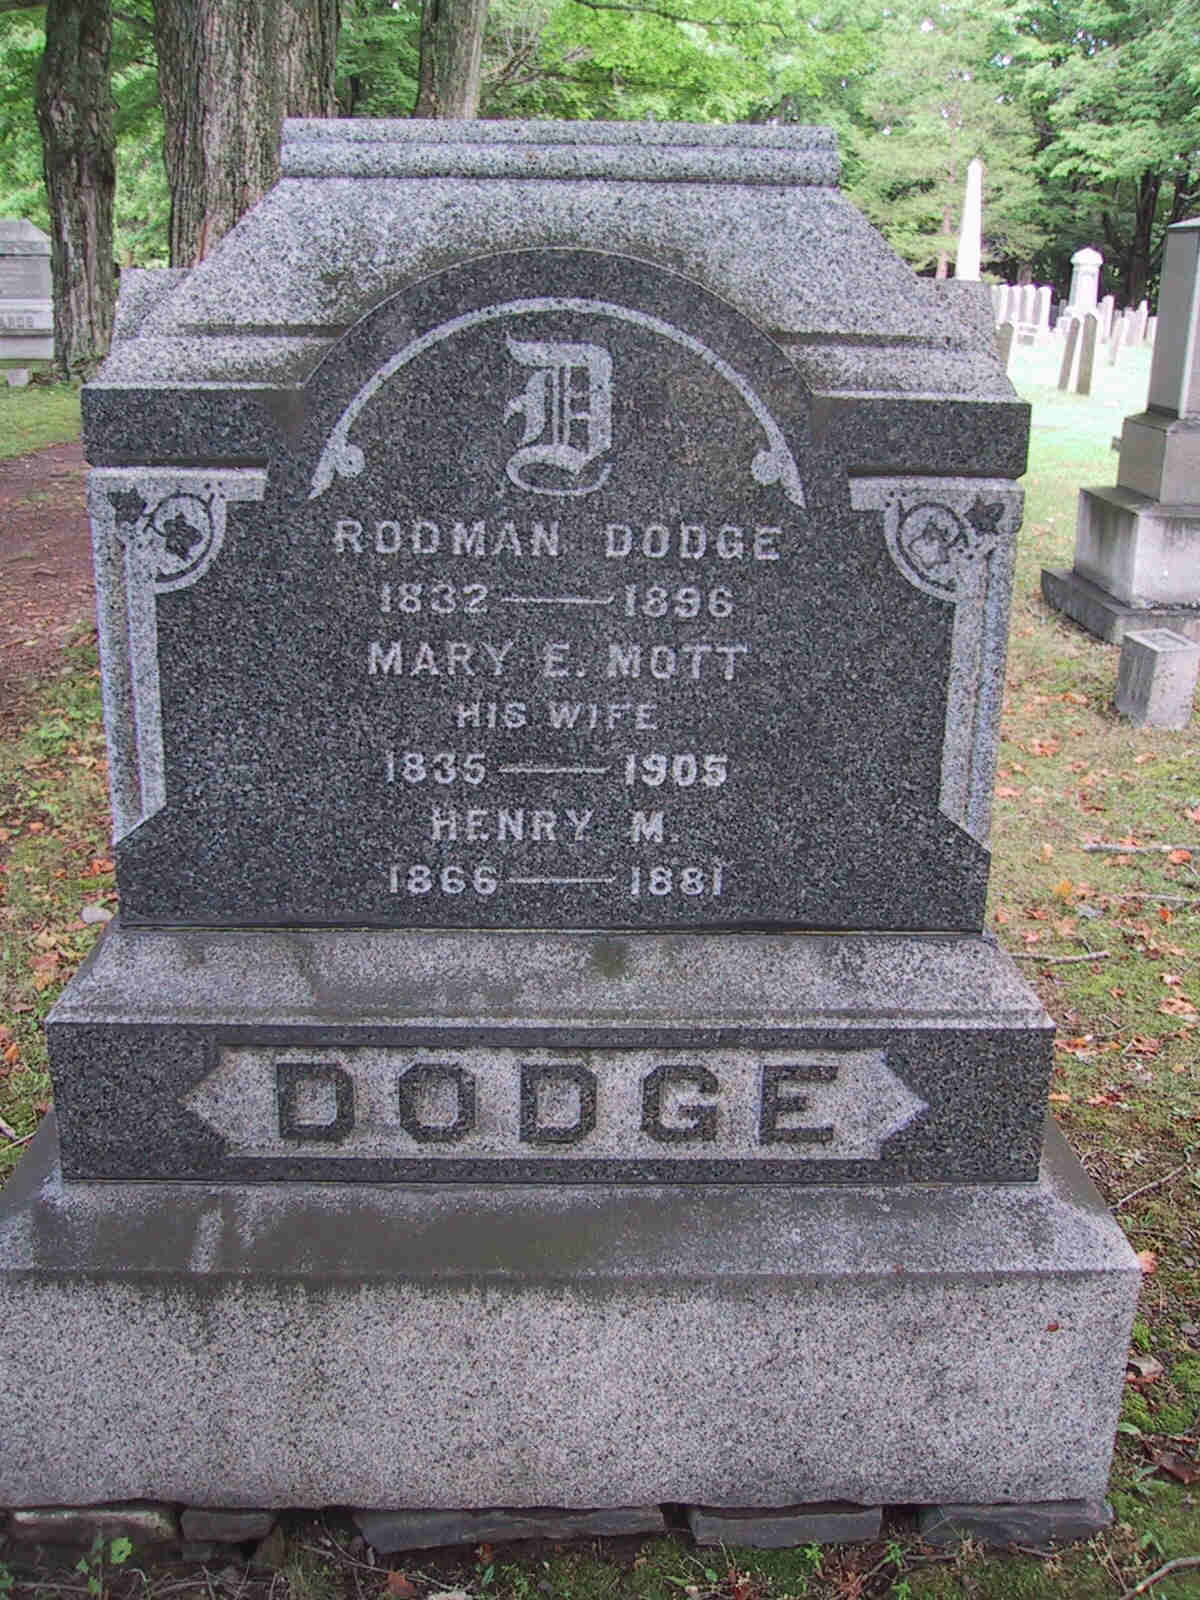 D
RODMAN DODGE
1832 — 1896
MARY E. MOTT
HIS WIFE
1835 — 1905
HENRY M.
1866 — 1881
DODGE